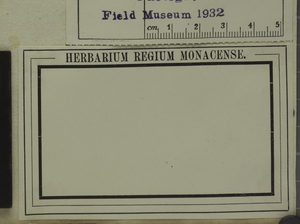 Field Museum 1932
cm. 1 2 3 4 5
HERBARIUM REGIUM MONACENSE.